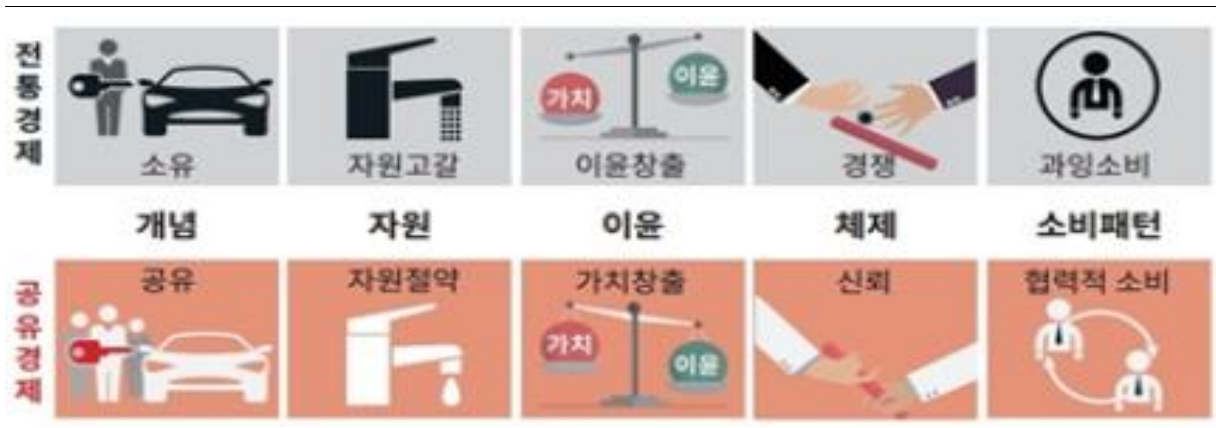 전통경제
소유
자원고갈
가치 이윤
이윤창출
경쟁
과잉소비
개념 자원 이윤 체제 소비패턴
공유경제
공유
자원절약
가치창출
가치 이윤
신뢰
협력적 소비